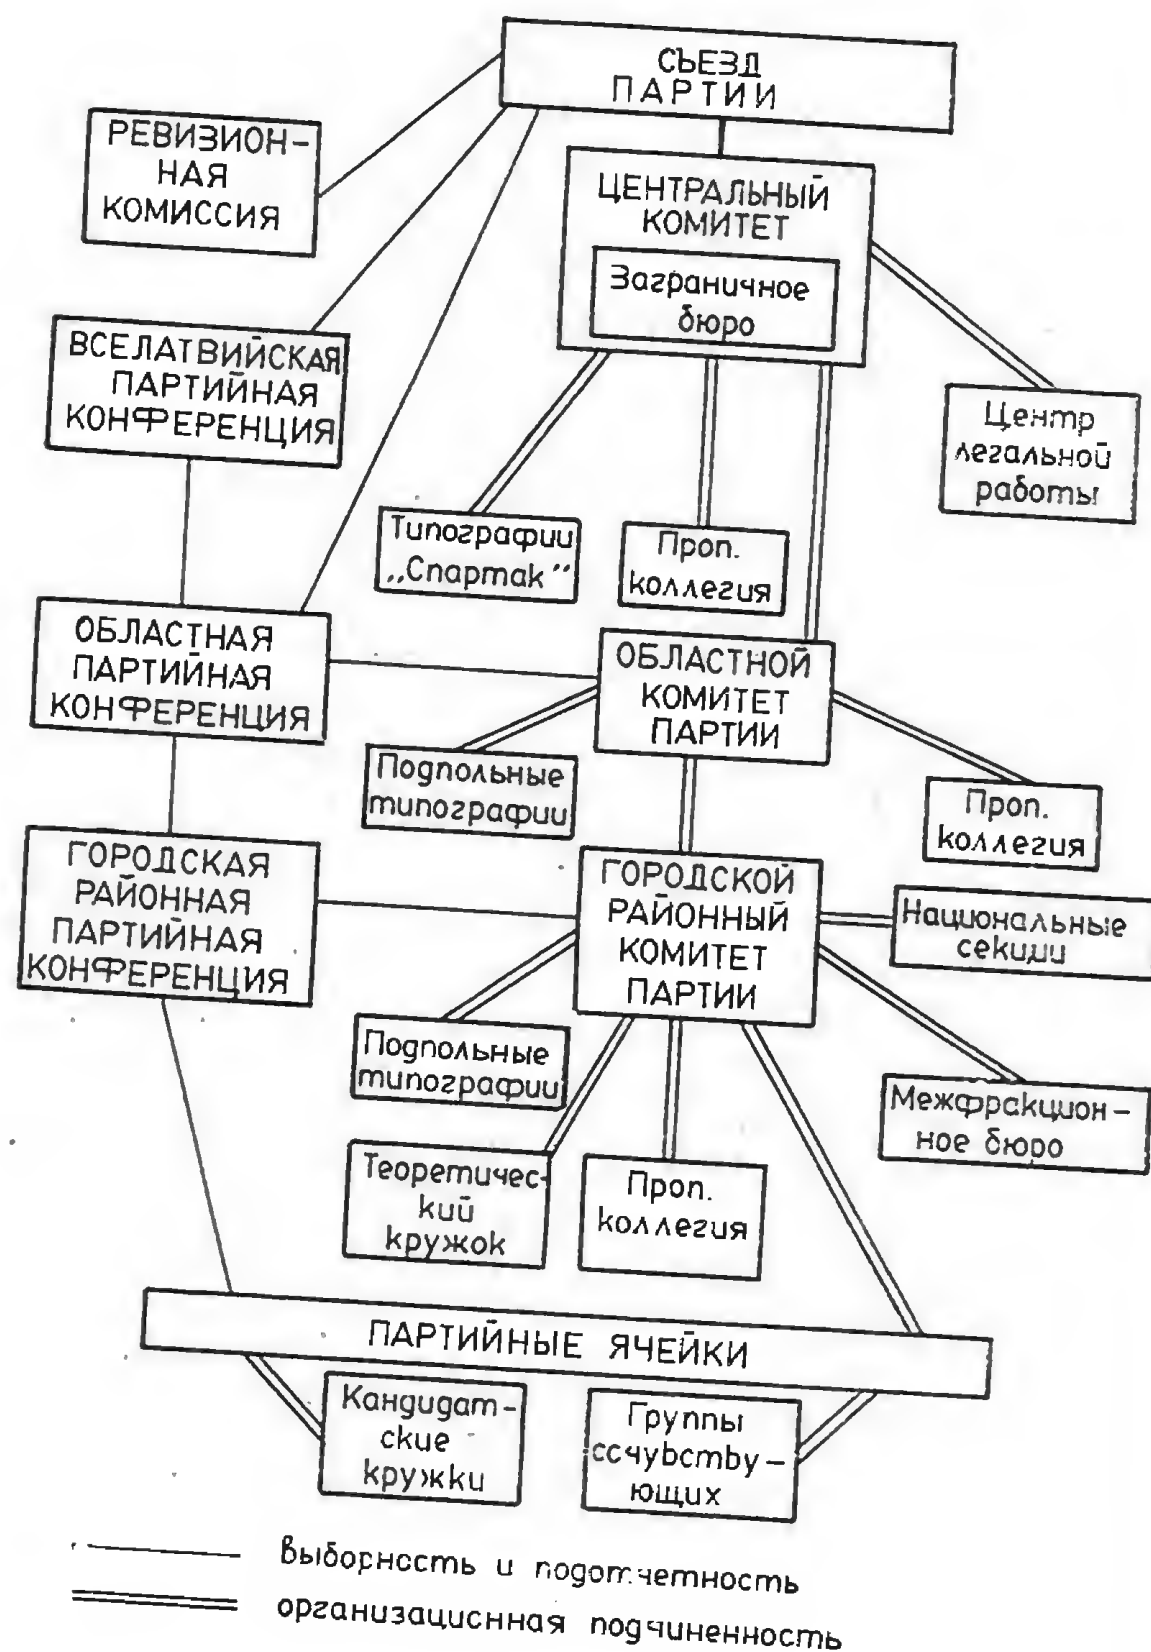 СЪЕЗД
ПАРТИИ
РЕВИЗИОН-
НАЯ
КОМИССИЯ
ЦЕНТРАЛЬНЫЙ
КОМИТЕТ
Заграничное
бюро
ВСЕЛАТВИЙСКАЯ
ПАРТИЙНАЯ
КОНФЕРЕНЦИЯ
Центр
легальной
работы
Типографии
„Спартак"
Проп.
коллегия
ОБЛАСТНАЯ
ПАРТИЙНАЯ
КОНФЕРЕНЦИЯ
ОБЛАСТНОЙ
КОМИТЕТ
ПАРТИИ
Подпольные
типографии
Проп.
коллегия
ГОРОДСКАЯ
РАЙОННАЯ
ПАРТИЙНАЯ
КОНФЕРЕНЦИЯ
ГОРОДСКОЙ
РАЙОННЫЙ
КОМИТЕТ
ПАРТИИ
Национальные
секции
Подпольные
типографии
Межфракцион-
ное бюро
Теоретичес-
кий
кружок
Проп.
коллегия
ПАРТИЙНЫЕ ЯЧЕЙКИ
Кандидат-
ские
кружки
Группы
ссчувству-
ющих
выборность и подотчетность
организационная подчиненность